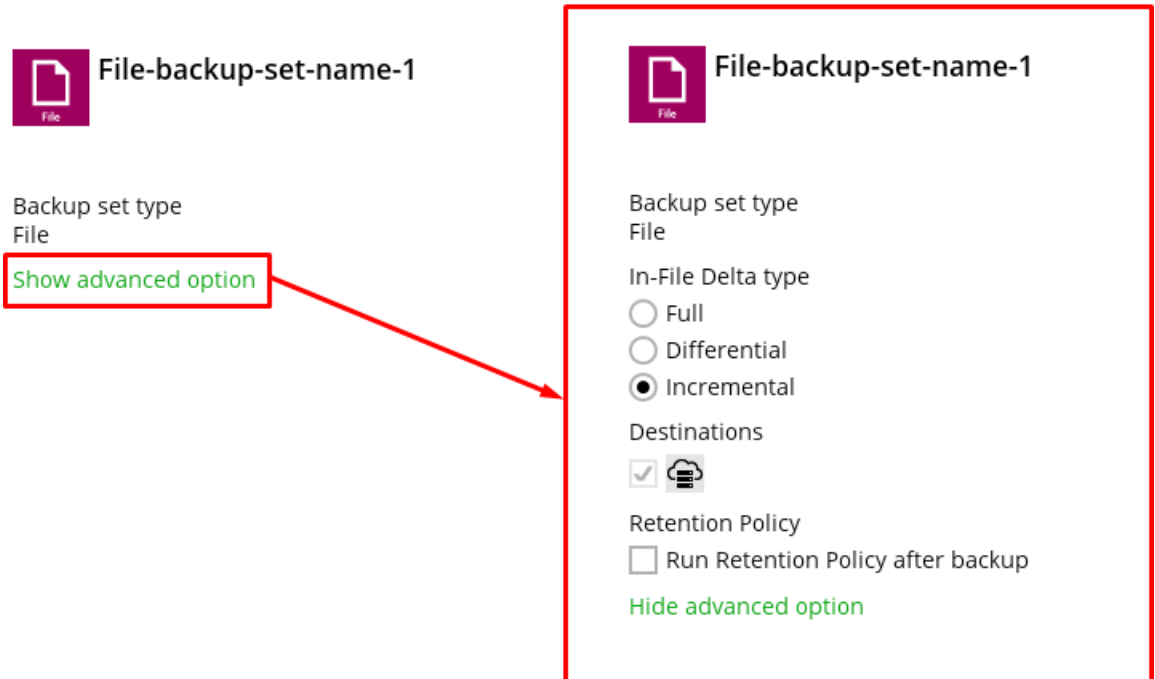 File-backup-set-name-1
File
Backup set type
File
Show advanced option
File-backup-set-name-1
File
Backup set type
File
In-File Delta type
Full
Differential
Incremental
Destinations
Retention Policy
Run Retention Policy after backup
Hide advanced option